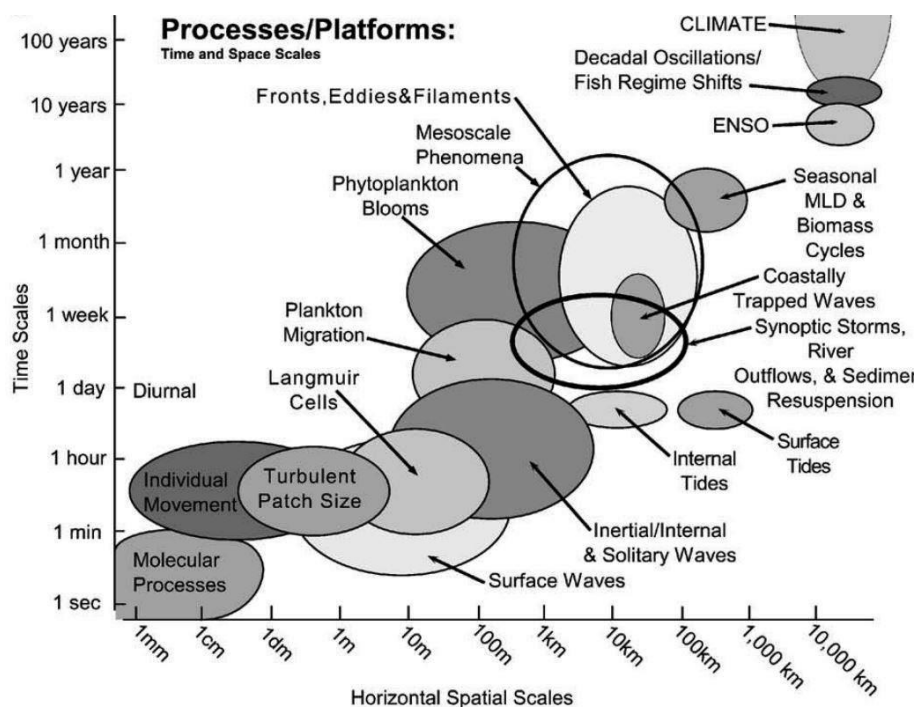 Processes/Platforms:
Time and Space Scales
CLIMATE
Decadal Oscillations/
Fish Regime Shifts
ENSO
Fronts,Eddies&Filaments
Mesoscale
Phenomena
Phytoplankton
Blooms
Seasonal
MLD &
Biomass
Cycles
Plankton
Migration
Coastally
Trapped Waves
Synoptic Storms,
River
Outflows, & Sedimer
Resuspension
Langmuir
Cells
Diurnal
Individual
Movement
Turbulent
Patch Size
Internal
Tides
Surface
Tides
Inertial/Internal
& Solitary Waves
Molecular
Processes
Surface Waves
Time Scales
100 years
10 years
1 year
1 month
1 week
1 day
1 hour
1 min
1 sec
1mm
1cm
1dm
1m
10m
100m
1km
10km
100km
1,000 km
10,000 km
Horizontal Spatial Scales